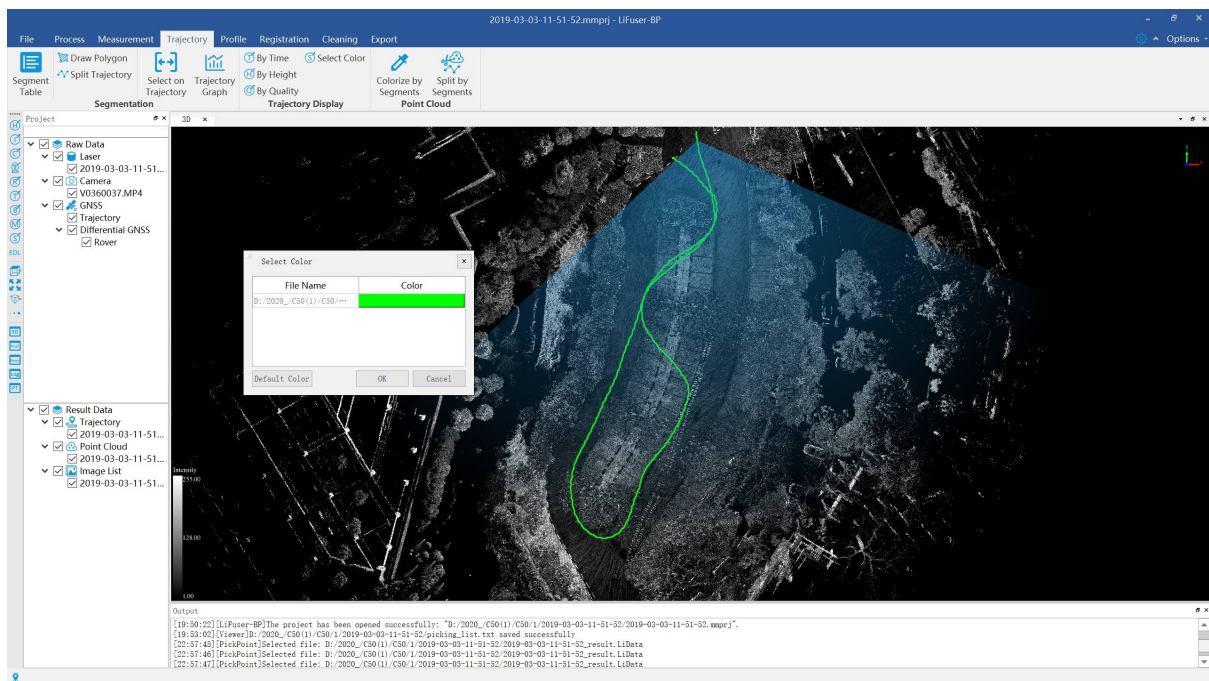 2019-03-03-11-51-52.mmprj - LiFuser-BP
File Process Measurement Trajectory Profile Registration Cleaning Export Options
Segment Table
Draw Polygon
Split Trajectory
Select on Trajectory
Trajectory Graph
By Time
By Height
By Quality
Select Color
Colorize by Segments
Split by Segments
Segmentation
Trajectory Display
Point Cloud
Project
3D
Raw Data
Laser
2019-03-03-11-51...
Camera
V0360037.MP4
GNSS
Trajectory
Differential GNSS
Rover
EDL
Select Color
File Name Color
D:/2020_/C50(1)/C50/···
Default Color OK Cancel
Result Data
Trajectory
2019-03-03-11-51...
Point Cloud
2019-03-03-11-51...
Image List
2019-03-03-11-51...
Intensity
255.00
128.00
1.00
Output
[19:50:22][LiFuser-BP]The project has been opened successfully: "D:/2020_/C50(1)/C50/1/2019-03-03-11-51-52/2019-03-03-11-51-52.mmprj".
[19:53:02][Viewer]D:/2020_/C50(1)/C50/1/2019-03-03-11-51-52/picking_list.txt saved successfully
[22:57:45][PickPoint]Selected file: D:/2020_/C50(1)/C50/1/2019-03-03-11-51-52/2019-03-03-11-51-52_result.LiData
[22:57:46][PickPoint]Selected file: D:/2020_/C50(1)/C50/1/2019-03-03-11-51-52/2019-03-03-11-51-52_result.LiData
[22:57:47][PickPoint]Selected file: D:/2020_/C50(1)/C50/1/2019-03-03-11-51-52/2019-03-03-11-51-52_result.LiData